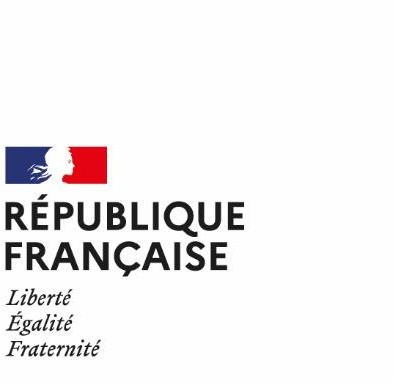 RÉPUBLIQUE
FRANÇAISE
Liberté
Égalité
Fraternité